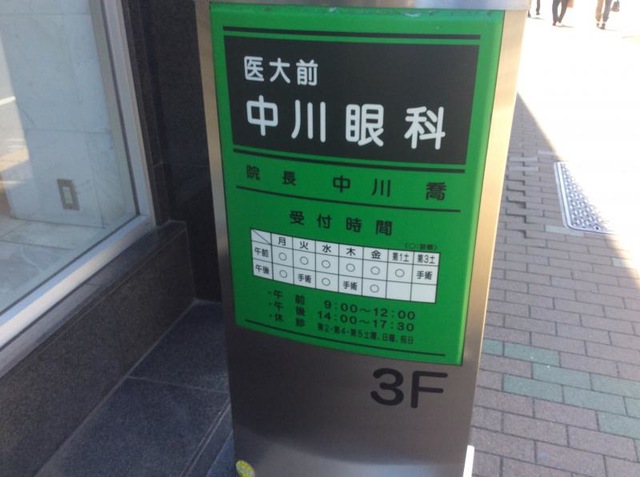 医大前
中川眼科
院長 中川 喬
受付時間
(○:診療)
月 火 水 木 金 第1土 第3土
午前 ○ ○ ○ ○ ○ ○ 手術
午後 ○ 手術 ○ 手術 ○
・午前 9:00〜12:00
・午後 14:00〜17:30
・休診 第2・第4・第5土曜、日曜、祝日
3F